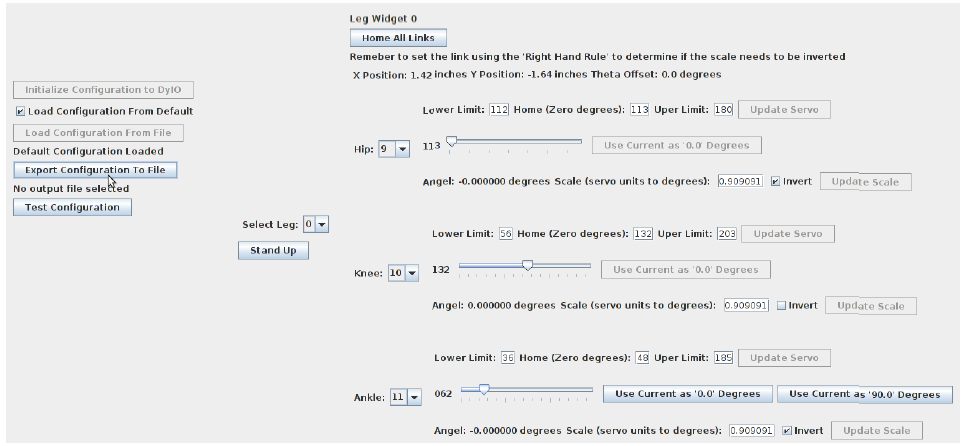 Leg Widget 0
Home All Links
Remeber to set the link using the 'Right Hand Rule' to determine if the scale needs to be inverted
X Position: 1.42 inches Y Position: -1.64 inches Theta Offset: 0.0 degrees
Initialize Configuration to DyIO
Load Configuration From Default
Load Configuration From File
Default Configuration Loaded
Export Configuration To File
No output file selected
Test Configuration
Select Leg: 0
Stand Up
Lower Limit: 112 Home (Zero degrees): 113 Uper Limit: 180 Update Servo
Hip: 9 113 Use Current as '0.0' Degrees
Angel: -0.000000 degrees Scale (servo units to degrees): 0.909091 Invert Update Scale
Lower Limit: 56 Home (Zero degrees): 132 Uper Limit: 203 Update Servo
Knee: 10 132 Use Current as '0.0' Degrees
Angel: 0.000000 degrees Scale (servo units to degrees): 0.909091 Invert Update Scale
Lower Limit: 36 Home (Zero degrees): 48 Uper Limit: 185 Update Servo
Ankle: 11 062 Use Current as '0.0' Degrees Use Current as '90.0' Degrees
Angel: -0.000000 degrees Scale (servo units to degrees): 0.909091 Invert Update Scale